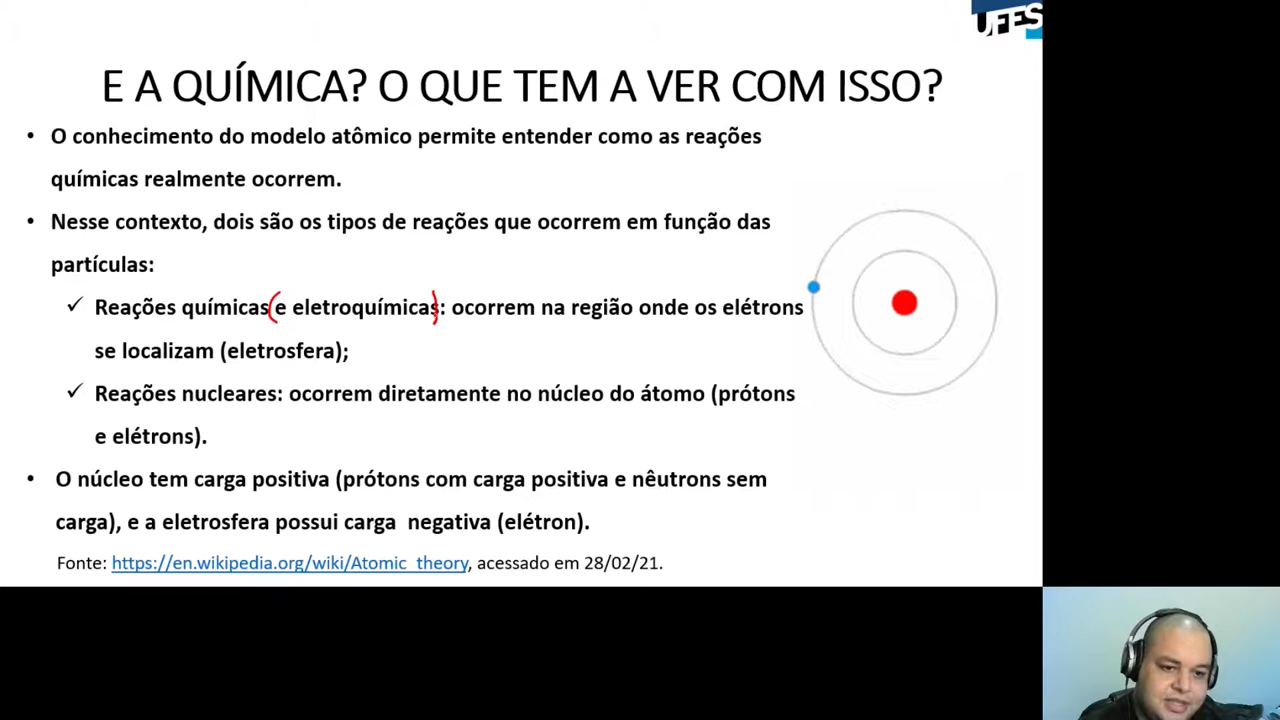 UFES
E A QUÍMICA? O QUE TEM A VER COM ISSO?
• O conhecimento do modelo atômico permite entender como as reações
químicas realmente ocorrem.
• Nesse contexto, dois são os tipos de reações que ocorrem em função das
partículas:
✓ Reações químicas (e eletroquímicas): ocorrem na região onde os elétrons
se localizam (eletrosfera);
✓ Reações nucleares: ocorrem diretamente no núcleo do átomo (prótons
e elétrons).
• O núcleo tem carga positiva (prótons com carga positiva e nêutrons sem
carga), e a eletrosfera possui carga negativa (elétron).
Fonte: https://en.wikipedia.org/wiki/Atomic_theory, acessado em 28/02/21.